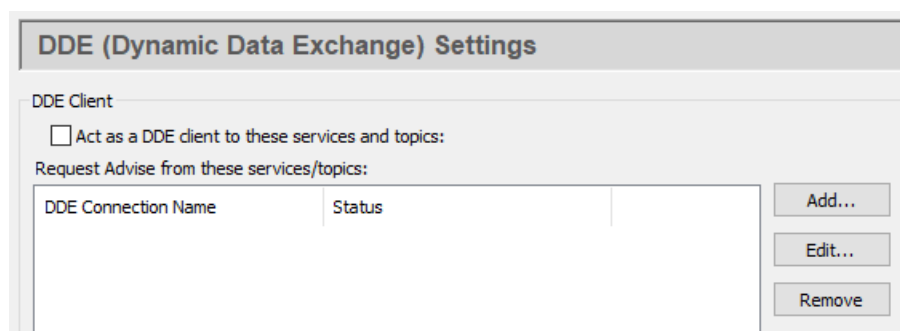 DDE (Dynamic Data Exchange) Settings
DDE Client
Act as a DDE client to these services and topics:
Request Advise from these services/topics:
DDE Connection Name Status
Add...
Edit...
Remove